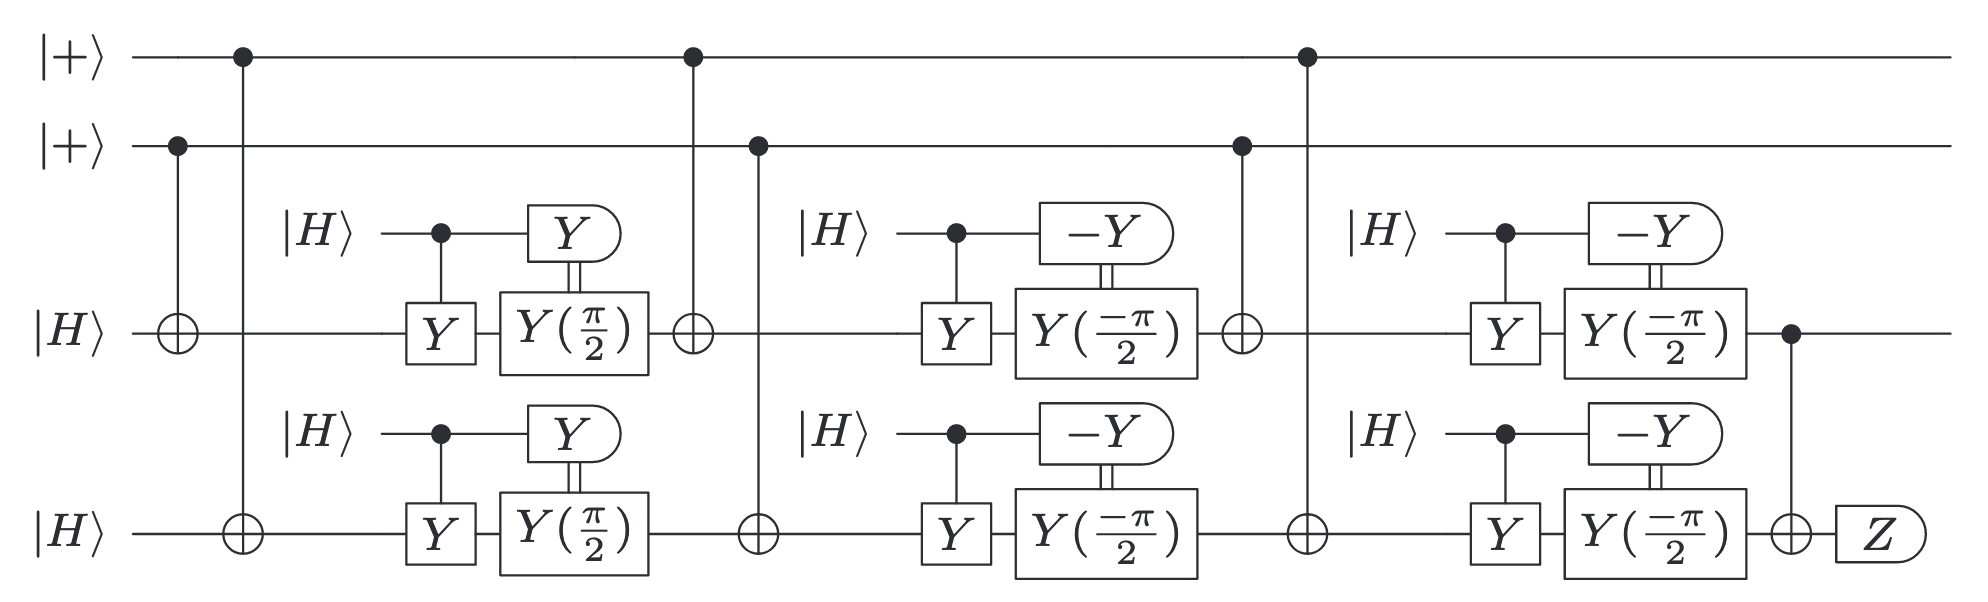 |+⟩
|+⟩
|H⟩ Y |H⟩ −Y |H⟩ −Y
|H⟩ Y Y(π/2) Y Y(−π/2) Y Y(−π/2)
|H⟩ Y |H⟩ −Y |H⟩ −Y
|H⟩ Y Y(π/2) Y Y(−π/2) Y Y(−π/2) Z